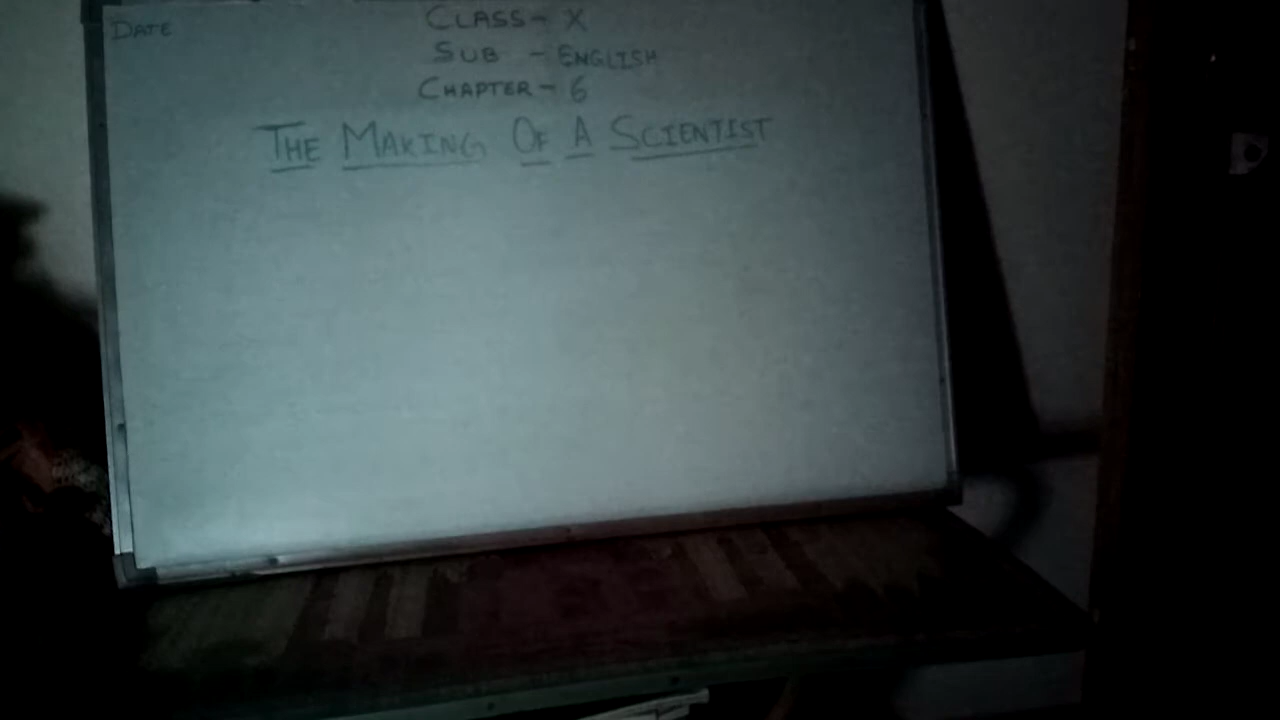 DATE
CLASS - X
SUB - ENGLISH
CHAPTER - 6
THE MAKING OF A SCIENTIST